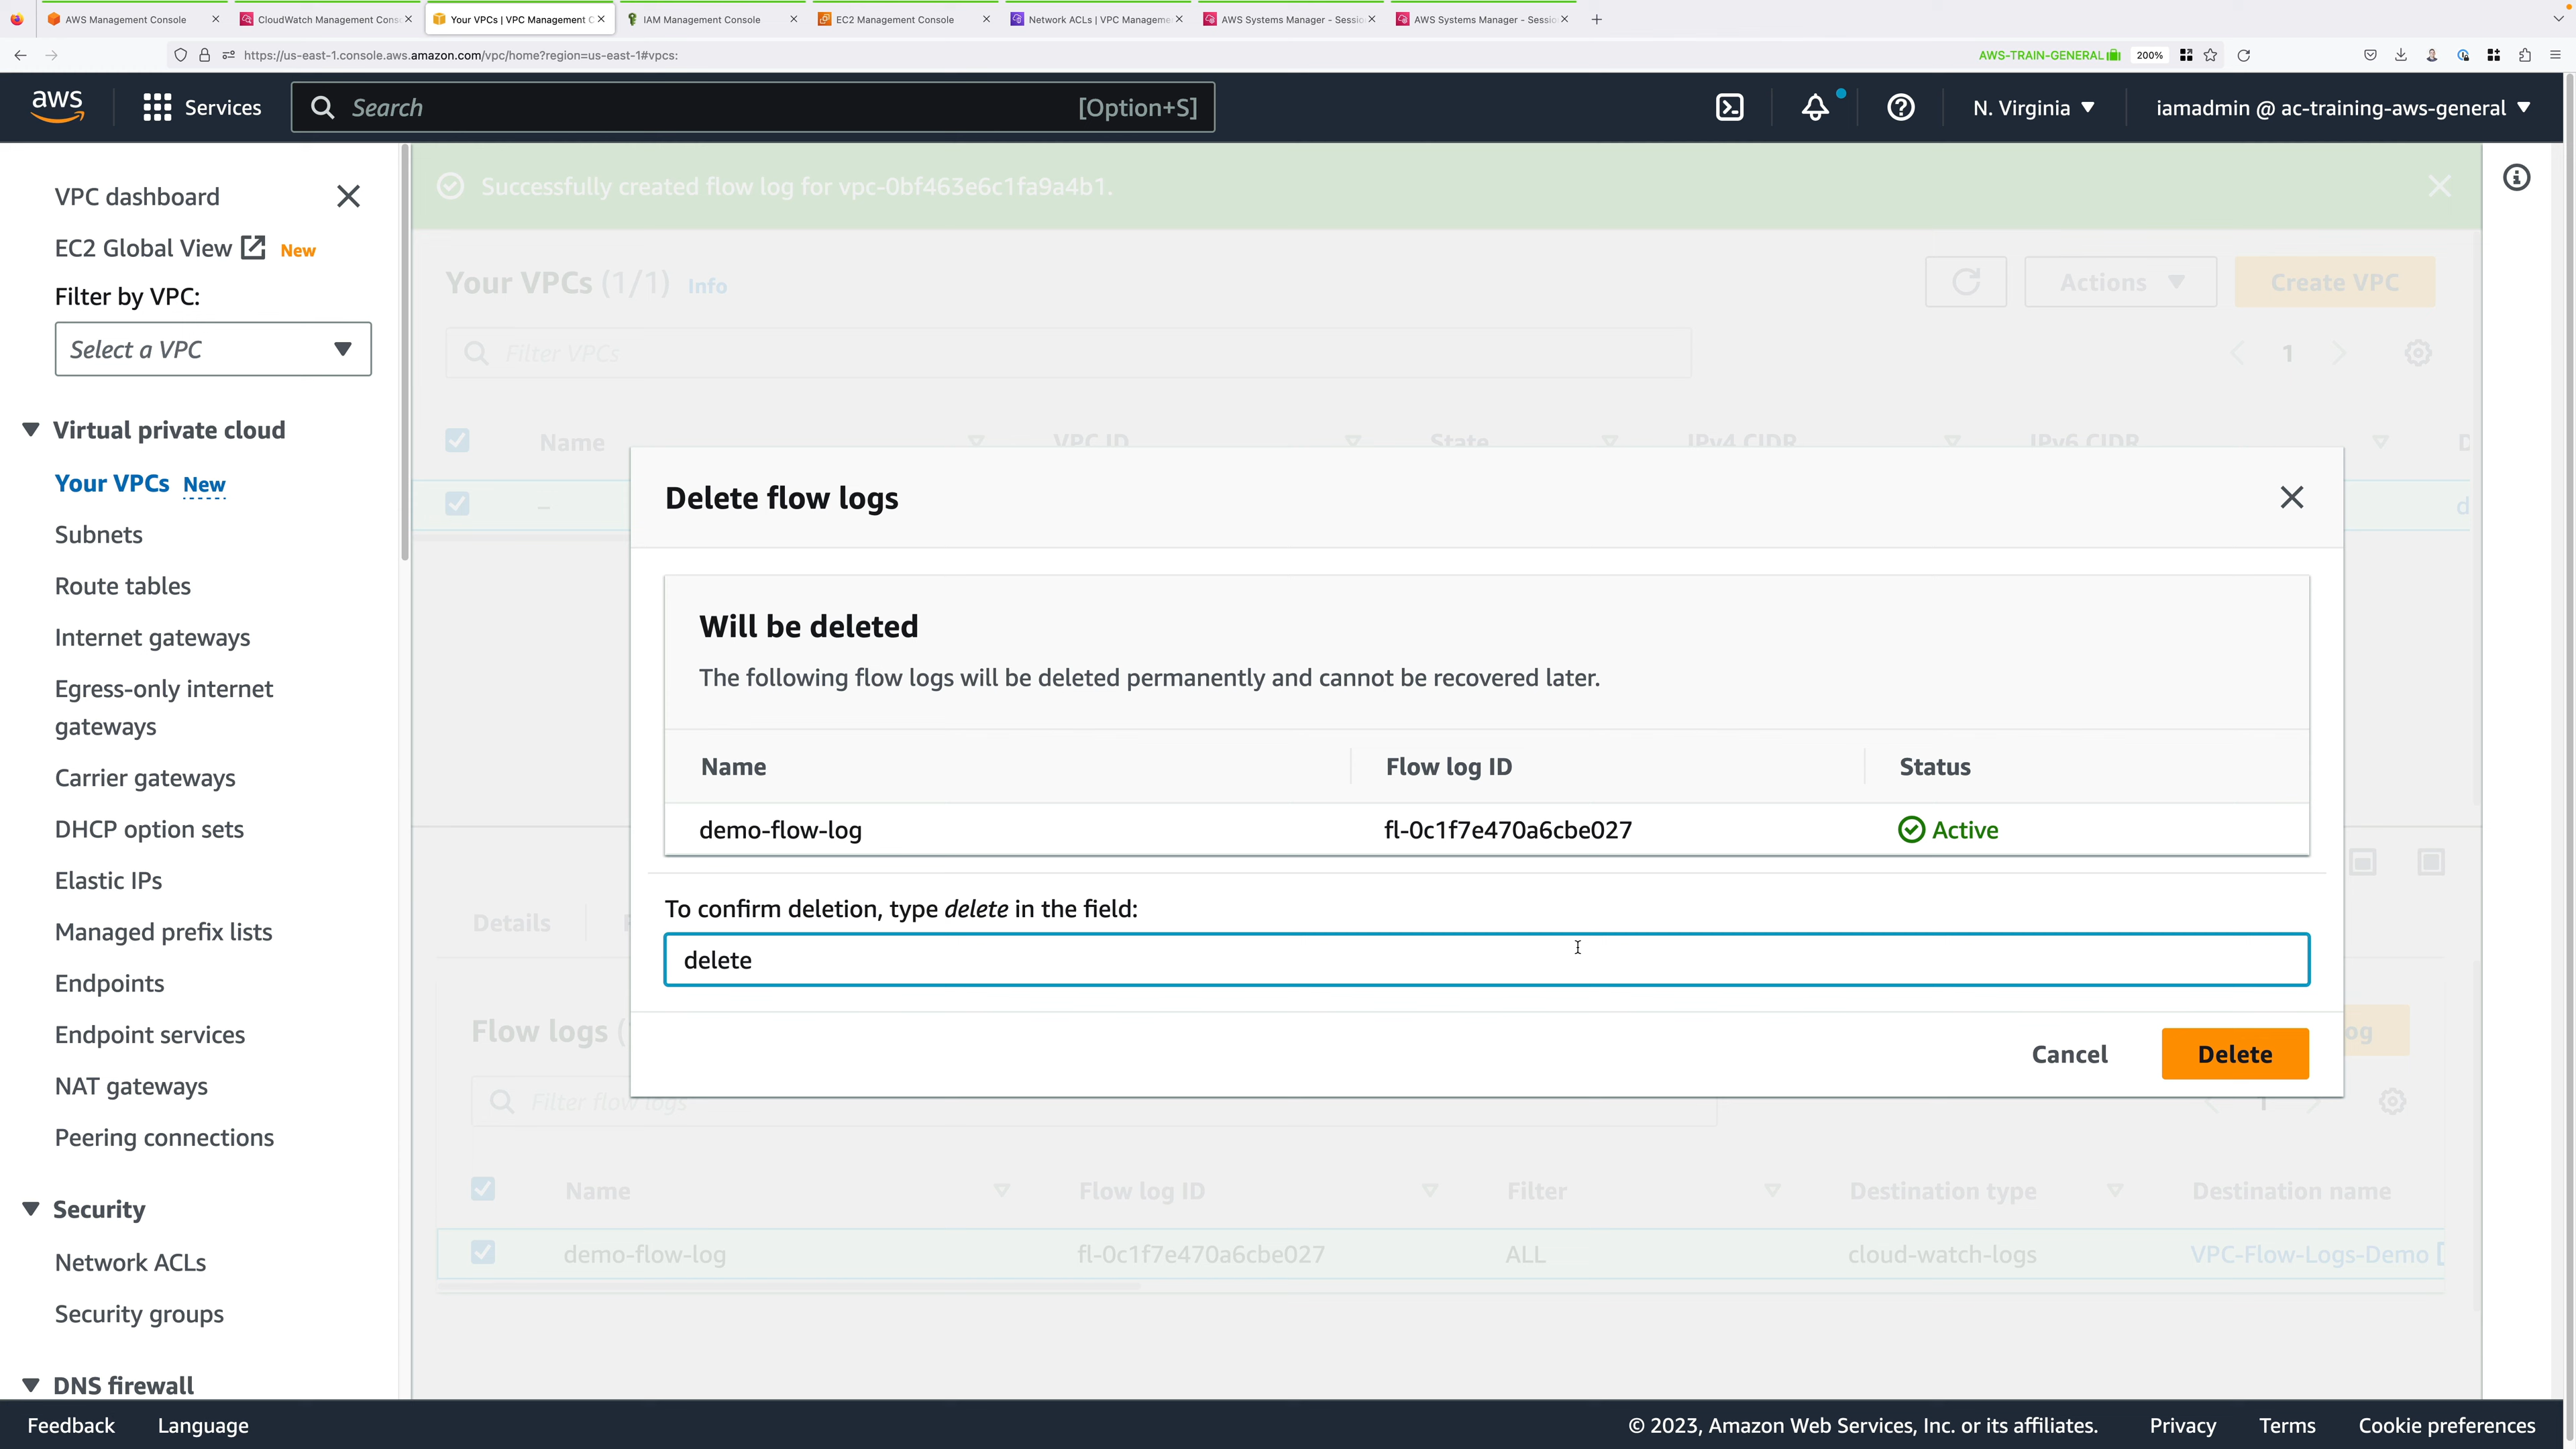 AWS Management Console
CloudWatch Management Cons
Your VPCs | VPC Management C
IAM Management Console
EC2 Management Console
Network ACLs | VPC Manageme
AWS Systems Manager - Sessio
AWS Systems Manager - Sessio
https://us-east-1.console.aws.amazon.com/vpc/home?region=us-east-1#vpcs:
AWS-TRAIN-GENERAL
200%
aws
Services
Search
[Option+S]
N. Virginia
iamadmin @ ac-training-aws-general
VPC dashboard
EC2 Global View
New
Filter by VPC:
Select a VPC
Virtual private cloud
Your VPCs New
Subnets
Route tables
Internet gateways
Egress-only internet
gateways
Carrier gateways
DHCP option sets
Elastic IPs
Managed prefix lists
Endpoints
Endpoint services
NAT gateways
Peering connections
Security
Network ACLs
Security groups
DNS firewall
Successfully created flow log for vpc-0bf463e6c1fa9a4b1.
Your VPCs (1/1) Info
Actions
Create VPC
Filter VPCs
1
Name
VPC ID
State
IPv4 CIDR
IPv6 CIDR
–
Delete flow logs
Will be deleted
The following flow logs will be deleted permanently and cannot be recovered later.
Name
Flow log ID
Status
demo-flow-log
fl-0c1f7e470a6cbe027
Active
To confirm deletion, type delete in the field:
delete
Cancel
Delete
Details
Flow logs (
Filter flow logs
1
Name
Flow log ID
Filter
Destination type
Destination name
demo-flow-log
fl-0c1f7e470a6cbe027
ALL
cloud-watch-logs
VPC-Flow-Logs-Demo
Feedback
Language
© 2023, Amazon Web Services, Inc. or its affiliates.
Privacy
Terms
Cookie preferences